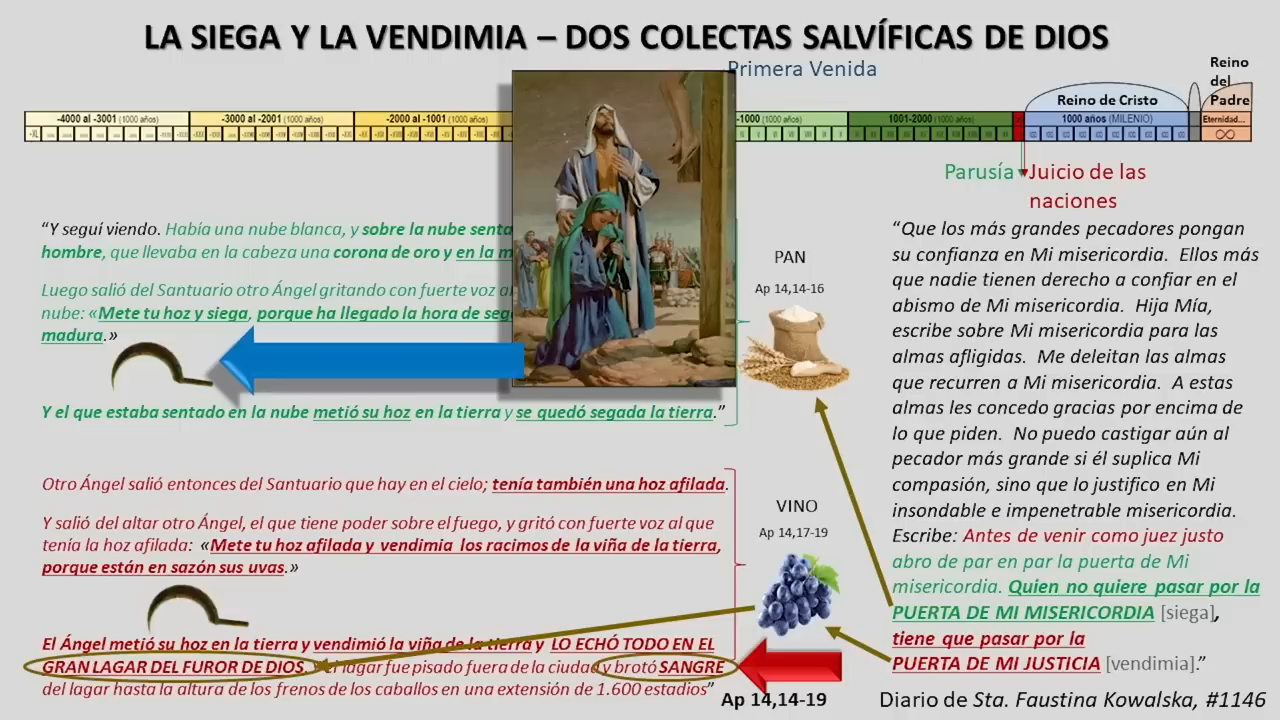 LA SIEGA Y LA VENDIMIA – DOS COLECTAS SALVÍFICAS DE DIOS
Primera Venida
Reino
del
Padre
Reino de Cristo
-4000 al -3001 (1000 años)
-3000 al -2001 (1000 años)
-2000 al -1001 (1000 años)
-1000 (1000 años)
1001-2000 (1000 años)
1000 años (MILENIO)
Eternidad...
∞
Parusía
Juicio de las
naciones
“Y seguí viendo. Había una nube blanca, y sobre la nube senta
hombre, que llevaba en la cabeza una corona de oro y en la m
Luego salió del Santuario otro Ángel gritando con fuerte voz al
nube: «Mete tu hoz y siega, porque ha llegado la hora de sega
madura.»
Y el que estaba sentado en la nube metió su hoz en la tierra y se quedó segada la tierra.”
PAN
Ap 14,14-16
Otro Ángel salió entonces del Santuario que hay en el cielo; tenía también una hoz afilada.
Y salió del altar otro Ángel, el que tiene poder sobre el fuego, y gritó con fuerte voz al que
tenía la hoz afilada: «Mete tu hoz afilada y vendimia los racimos de la viña de la tierra,
porque están en sazón sus uvas.»
El Ángel metió su hoz en la tierra y vendimió la viña de la tierra y LO ECHÓ TODO EN EL
GRAN LAGAR DEL FUROR DE DIOS. lagar fue pisado fuera de la ciudad y brotó SANGRE
del lagar hasta la altura de los frenos de los caballos en una extensión de 1.600 estadios”
VINO
Ap 14,17-19
Ap 14,14-19
“Que los más grandes pecadores pongan
su confianza en Mi misericordia. Ellos más
que nadie tienen derecho a confiar en el
abismo de Mi misericordia. Hija Mía,
escribe sobre Mi misericordia para las
almas afligidas. Me deleitan las almas
que recurren a Mi misericordia. A estas
almas les concedo gracias por encima de
lo que piden. No puedo castigar aún al
pecador más grande si él suplica Mi
compasión, sino que lo justifico en Mi
insondable e impenetrable misericordia.
Escribe: Antes de venir como juez justo
abro de par en par la puerta de Mi
misericordia. Quien no quiere pasar por la
PUERTA DE MI MISERICORDIA [siega],
tiene que pasar por la
PUERTA DE MI JUSTICIA [vendimia].”
Diario de Sta. Faustina Kowalska, #1146